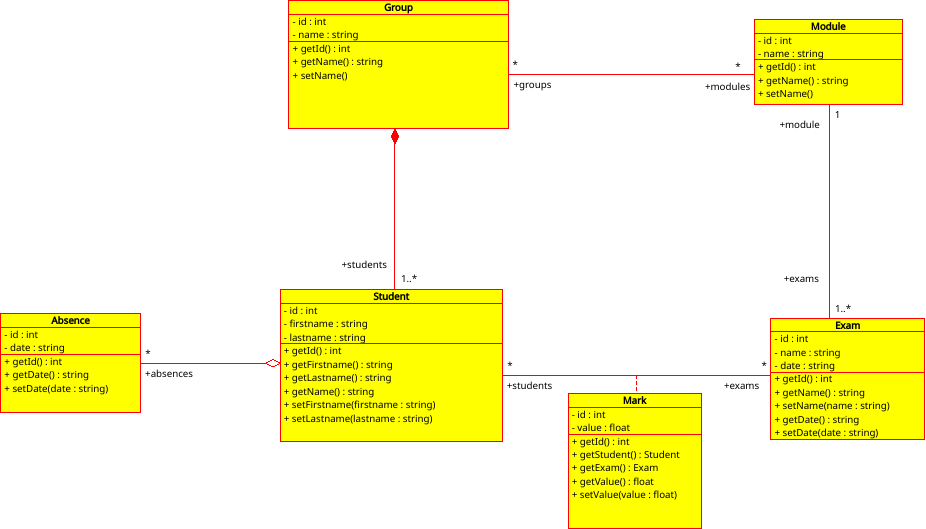 Group
- id : int
- name : string
+ getId() : int
+ getName() : string
+ setName()
Module
- id : int
- name : string
+ getId() : int
+ getName() : string
+ setName()
*
*
+groups
+modules
1
+module
+students
1..*
+exams
1..*
Absence
- id : int
- date : string
+ getId() : int
+ getDate() : string
+ setDate(date : string)
*
+absences
Student
- id : int
- firstname : string
- lastname : string
+ getId() : int
+ getFirstname() : string
+ getLastname() : string
+ getName() : string
+ setFirstname(firstname : string)
+ setLastname(lastname : string)
*
*
+students
+exams
Mark
- id : int
- value : float
+ getId() : int
+ getStudent() : Student
+ getExam() : Exam
+ getValue() : float
+ setValue(value : float)
Exam
- id : int
- name : string
- date : string
+ getId() : int
+ getName() : string
+ setName(name : string)
+ getDate() : string
+ setDate(date : string)